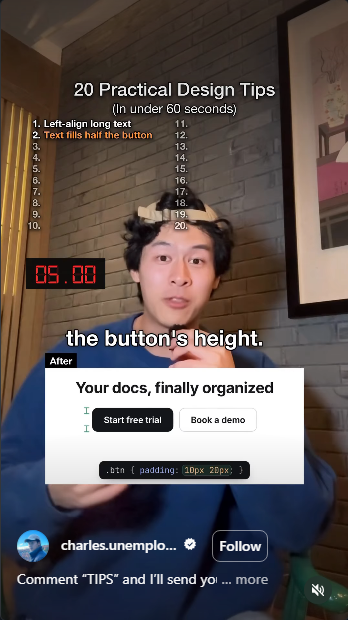 20 Practical Design Tips
(In under 60 seconds)
1. Left-align long text
2. Text fills half the button
3.
4.
5.
6.
7.
8.
9.
10.
11.
12.
13.
14.
15.
16.
17.
18.
19.
20.
05.00
the button's height.
After
Your docs, finally organized
Start free trial
Book a demo
.btn { padding: 10px 20px; }
charles.unemplo...
Follow
Comment “TIPS” and I’ll send you ... more